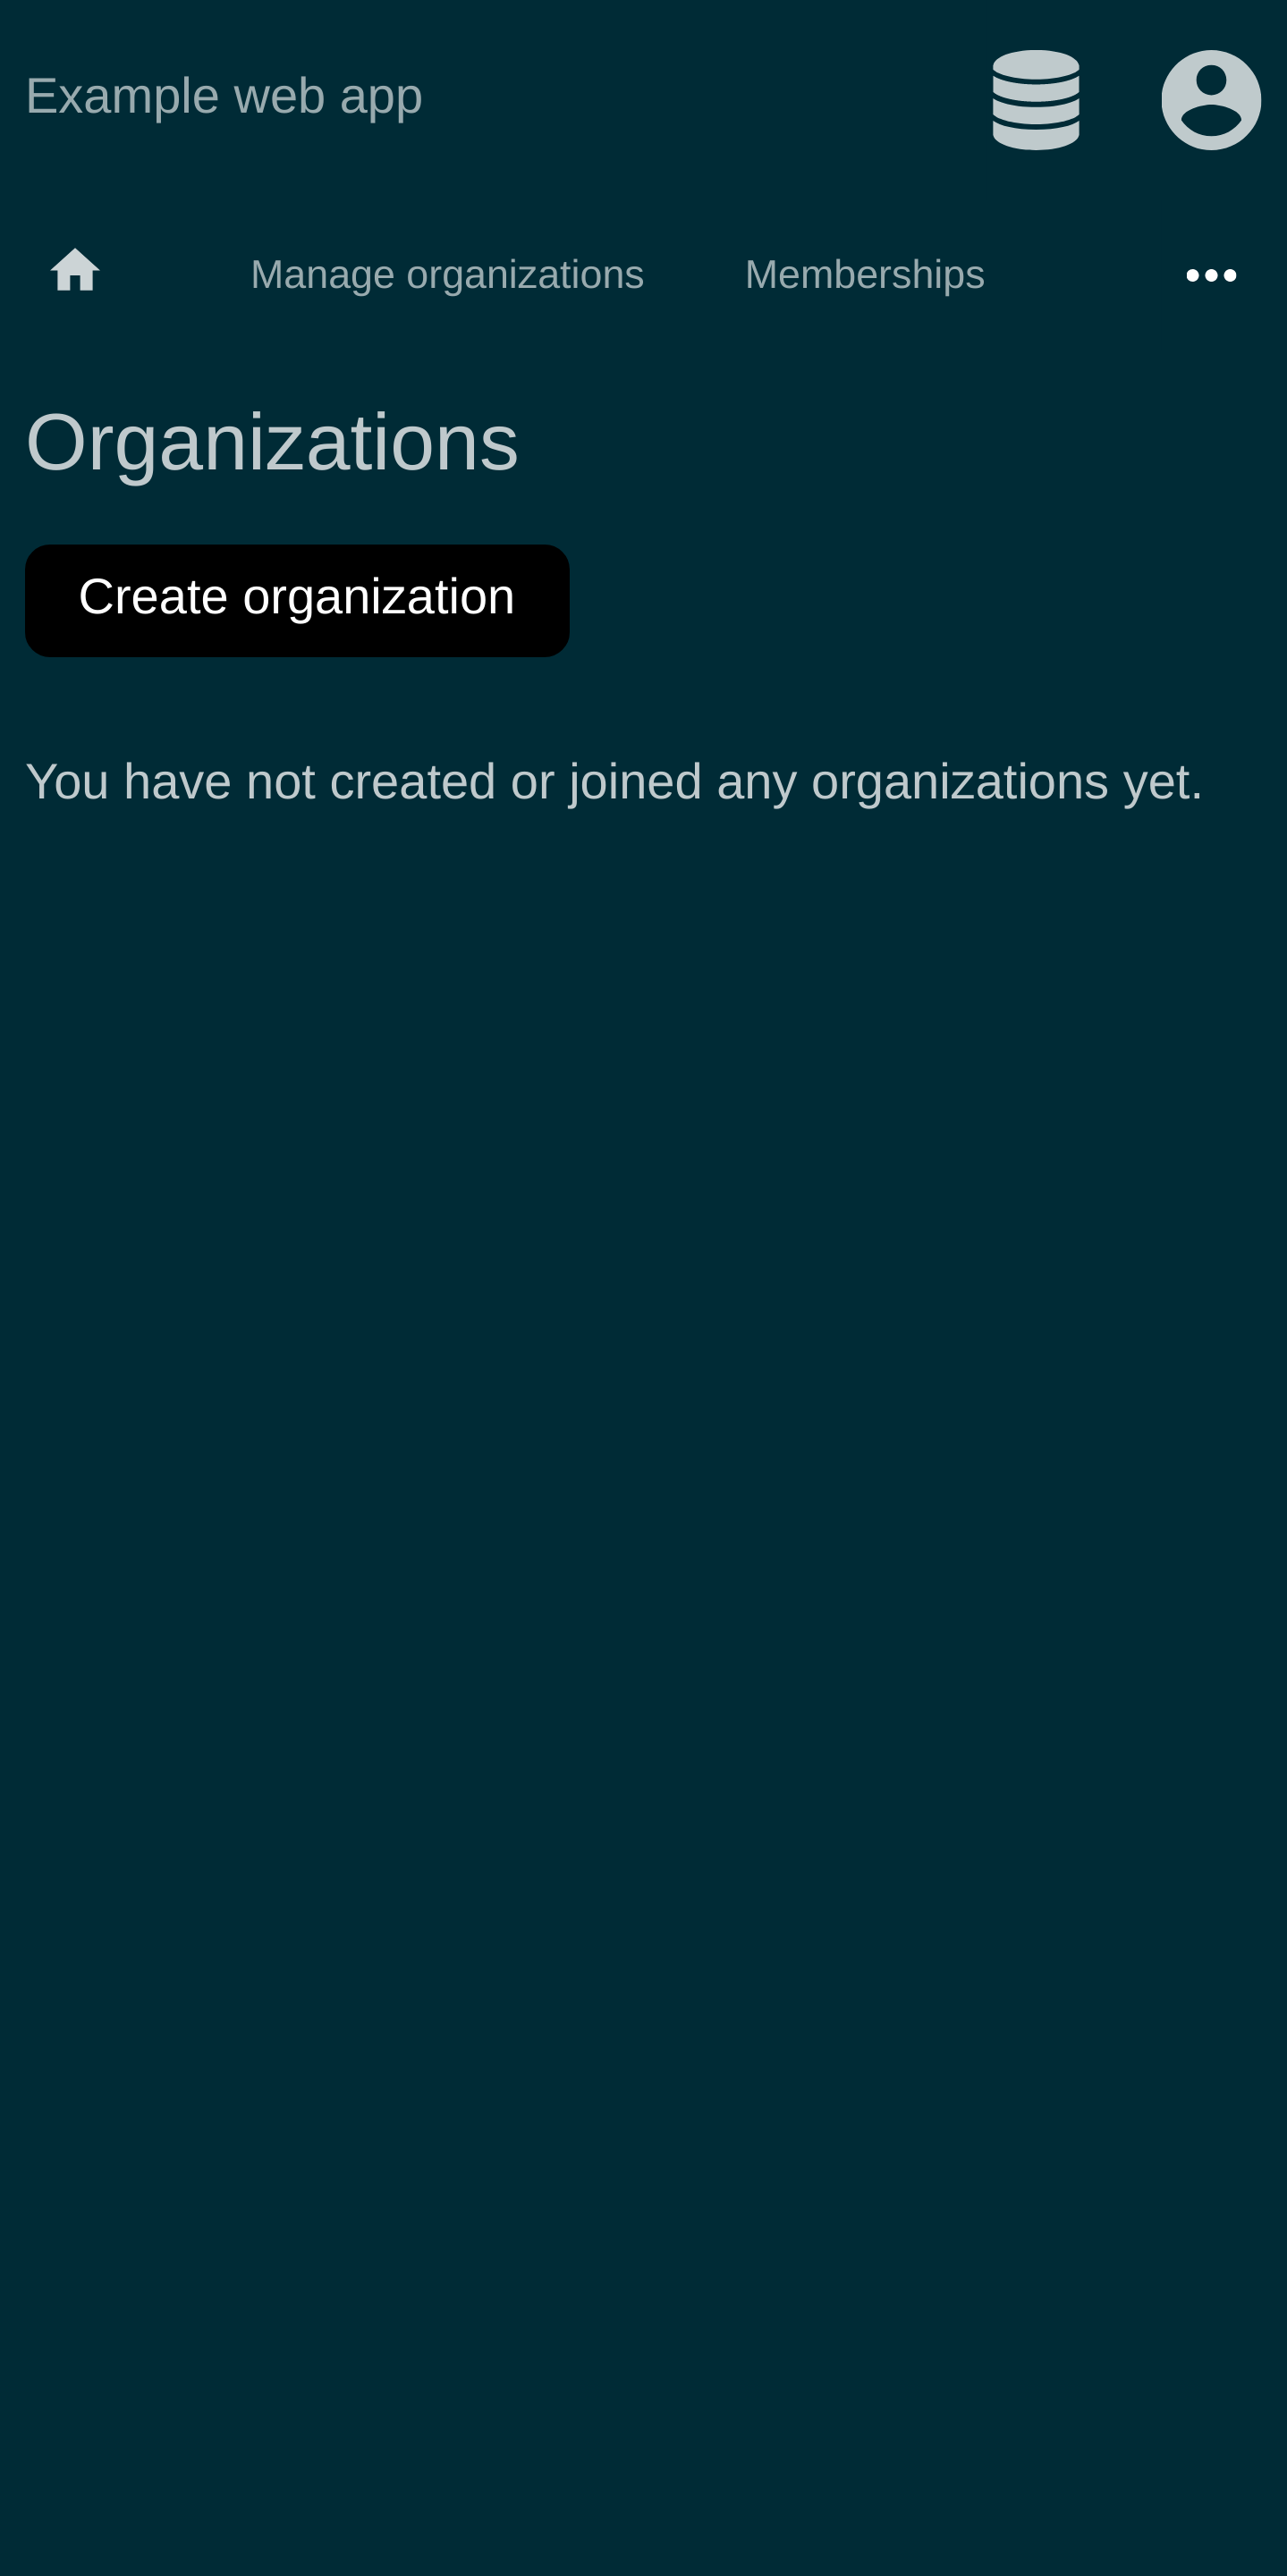 Example web app
Manage organizations Memberships
Organizations
Create organization
You have not created or joined any organizations yet.